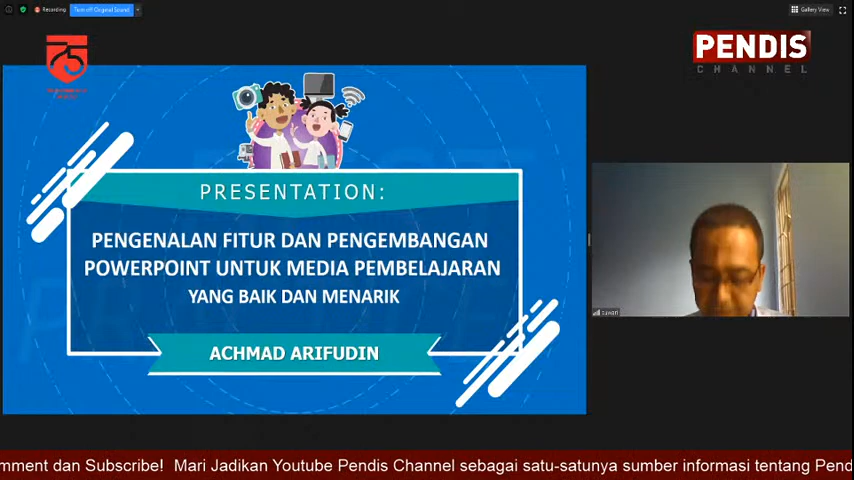 Recording
Turn off Original Sound
Gallery View
75
PENDIS
CHANNEL
PRESENTATION:
PENGENALAN FITUR DAN PENGEMBANGAN
POWERPOINT UNTUK MEDIA PEMBELAJARAN
YANG BAIK DAN MENARIK
ACHMAD ARIFUDIN
suwari
mment dan Subscribe! Mari Jadikan Youtube Pendis Channel sebagai satu-satunya sumber informasi tentang Pend